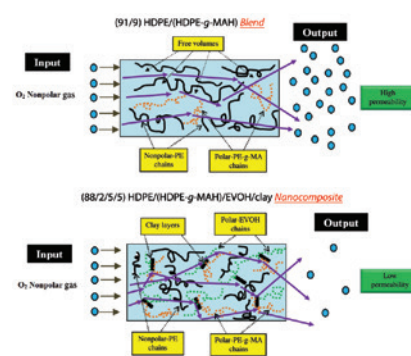 (91/9) HDPE/(HDPE-g-MAH) Blend
Output
Free volumes
Input
O₂ Nonpolar gas
High
permeability
Nonpolar-PE
chains
Polar-PE-g-MA
chains
(88/2/5/5) HDPE/(HDPE-g-MAH)/EVOH/clay Nanocomposite
Output
Clay layers
Polar-EVOH
chains
Input
O₂ Nonpolar gas
Low
permeability
Nonpolar-PE
chains
Polar-PE-g-MA
chains